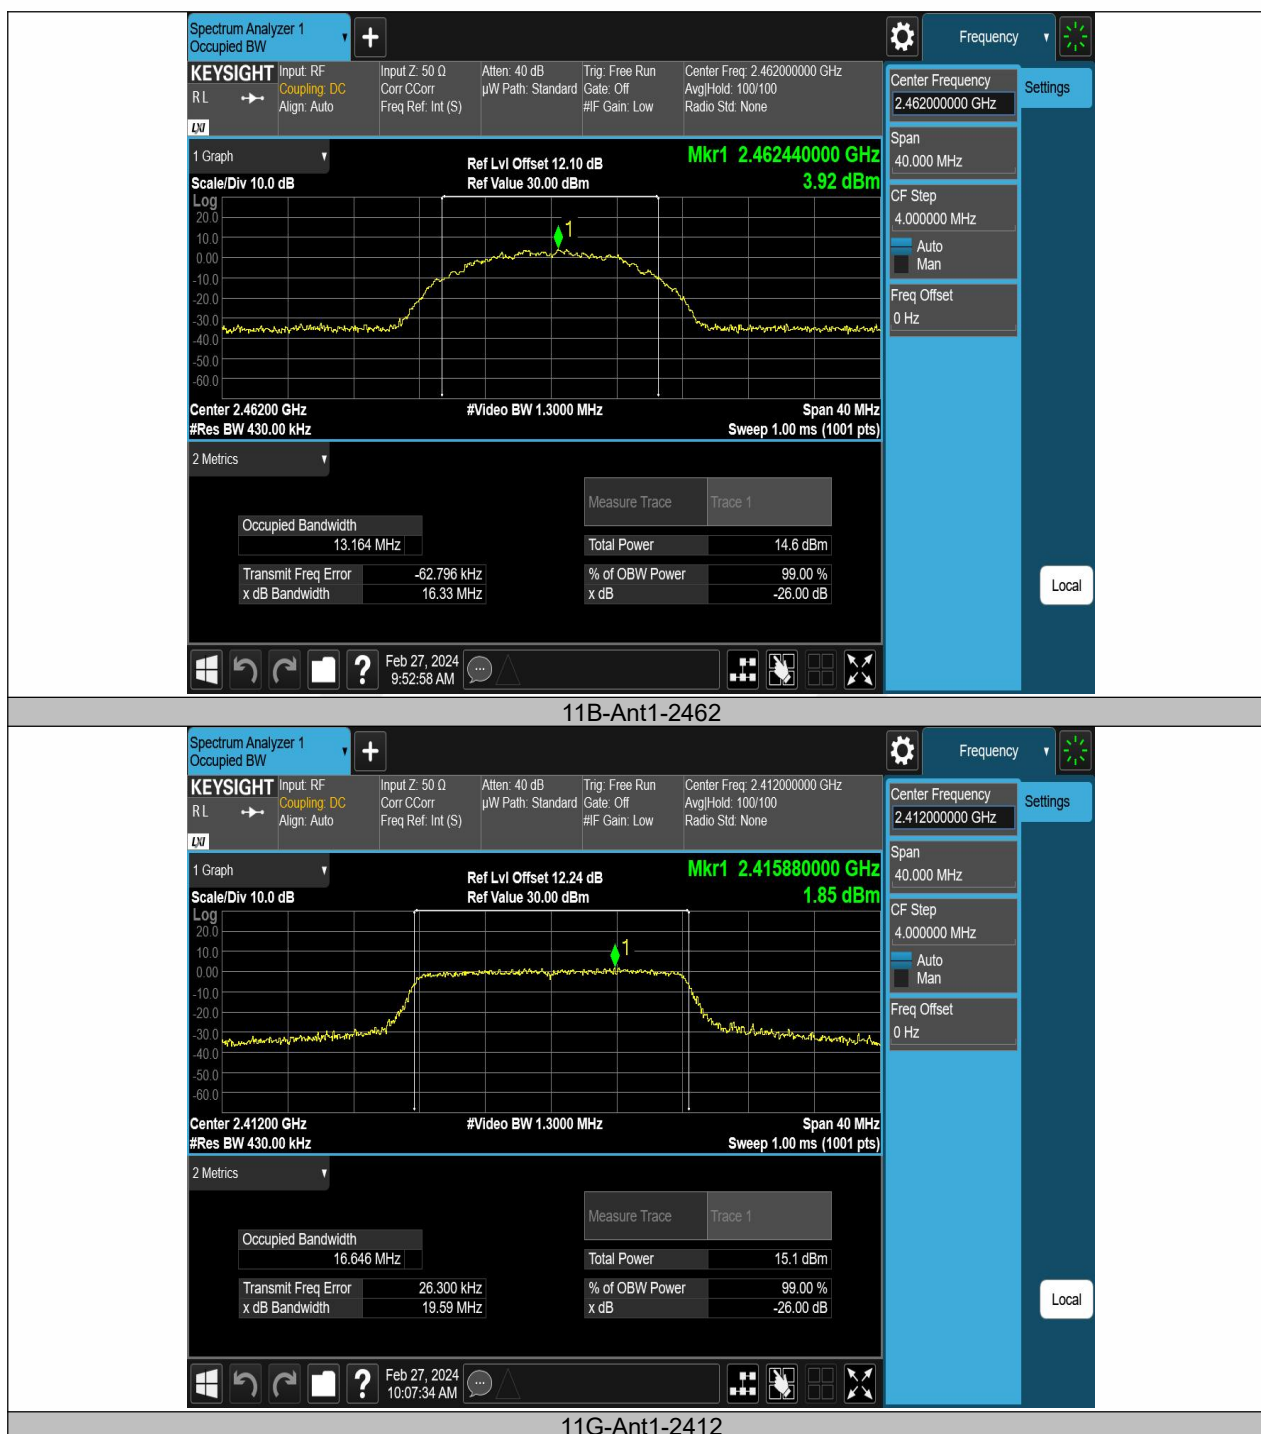 Spectrum Analyzer 1
Occupied BW
+
Frequency
KEYSIGHT
RL
LXI
Input: RF
Coupling: DC
Align: Auto
Input Z: 50 Ω
Corr CCorr
Freq Ref: Int (S)
Atten: 40 dB
µW Path: Standard
Trig: Free Run
Gate: Off
#IF Gain: Low
Center Freq: 2.462000000 GHz
Avg|Hold: 100/100
Radio Std: None
Center Frequency
2.462000000 GHz
Settings
Span
40.000 MHz
CF Step
4.000000 MHz
Auto
Man
Freq Offset
0 Hz
1 Graph
Ref Lvl Offset 12.10 dB
Mkr1 2.462440000 GHz
Scale/Div 10.0 dB
Ref Value 30.00 dBm
3.92 dBm
Log
20.0
10.0
0.00
-10.0
-20.0
-30.0
-40.0
-50.0
-60.0
1
Center 2.46200 GHz
#Video BW 1.3000 MHz
Span 40 MHz
#Res BW 430.00 kHz
Sweep 1.00 ms (1001 pts)
2 Metrics
Measure Trace
Trace 1
Occupied Bandwidth
13.164 MHz
Total Power
14.6 dBm
Transmit Freq Error
-62.796 kHz
% of OBW Power
99.00 %
x dB Bandwidth
16.33 MHz
x dB
-26.00 dB
Local
?
Feb 27, 2024
9:52:58 AM
11B-Ant1-2462
Spectrum Analyzer 1
Occupied BW
+
Frequency
KEYSIGHT
RL
LXI
Input: RF
Coupling: DC
Align: Auto
Input Z: 50 Ω
Corr CCorr
Freq Ref: Int (S)
Atten: 40 dB
µW Path: Standard
Trig: Free Run
Gate: Off
#IF Gain: Low
Center Freq: 2.412000000 GHz
Avg|Hold: 100/100
Radio Std: None
Center Frequency
2.412000000 GHz
Settings
Span
40.000 MHz
CF Step
4.000000 MHz
Auto
Man
Freq Offset
0 Hz
1 Graph
Ref Lvl Offset 12.24 dB
Mkr1 2.415880000 GHz
Scale/Div 10.0 dB
Ref Value 30.00 dBm
1.85 dBm
Log
20.0
10.0
0.00
-10.0
-20.0
-30.0
-40.0
-50.0
-60.0
1
Center 2.41200 GHz
#Video BW 1.3000 MHz
Span 40 MHz
#Res BW 430.00 kHz
Sweep 1.00 ms (1001 pts)
2 Metrics
Measure Trace
Trace 1
Occupied Bandwidth
16.646 MHz
Total Power
15.1 dBm
Transmit Freq Error
26.300 kHz
% of OBW Power
99.00 %
x dB Bandwidth
19.59 MHz
x dB
-26.00 dB
Local
?
Feb 27, 2024
10:07:34 AM
11G-Ant1-2412